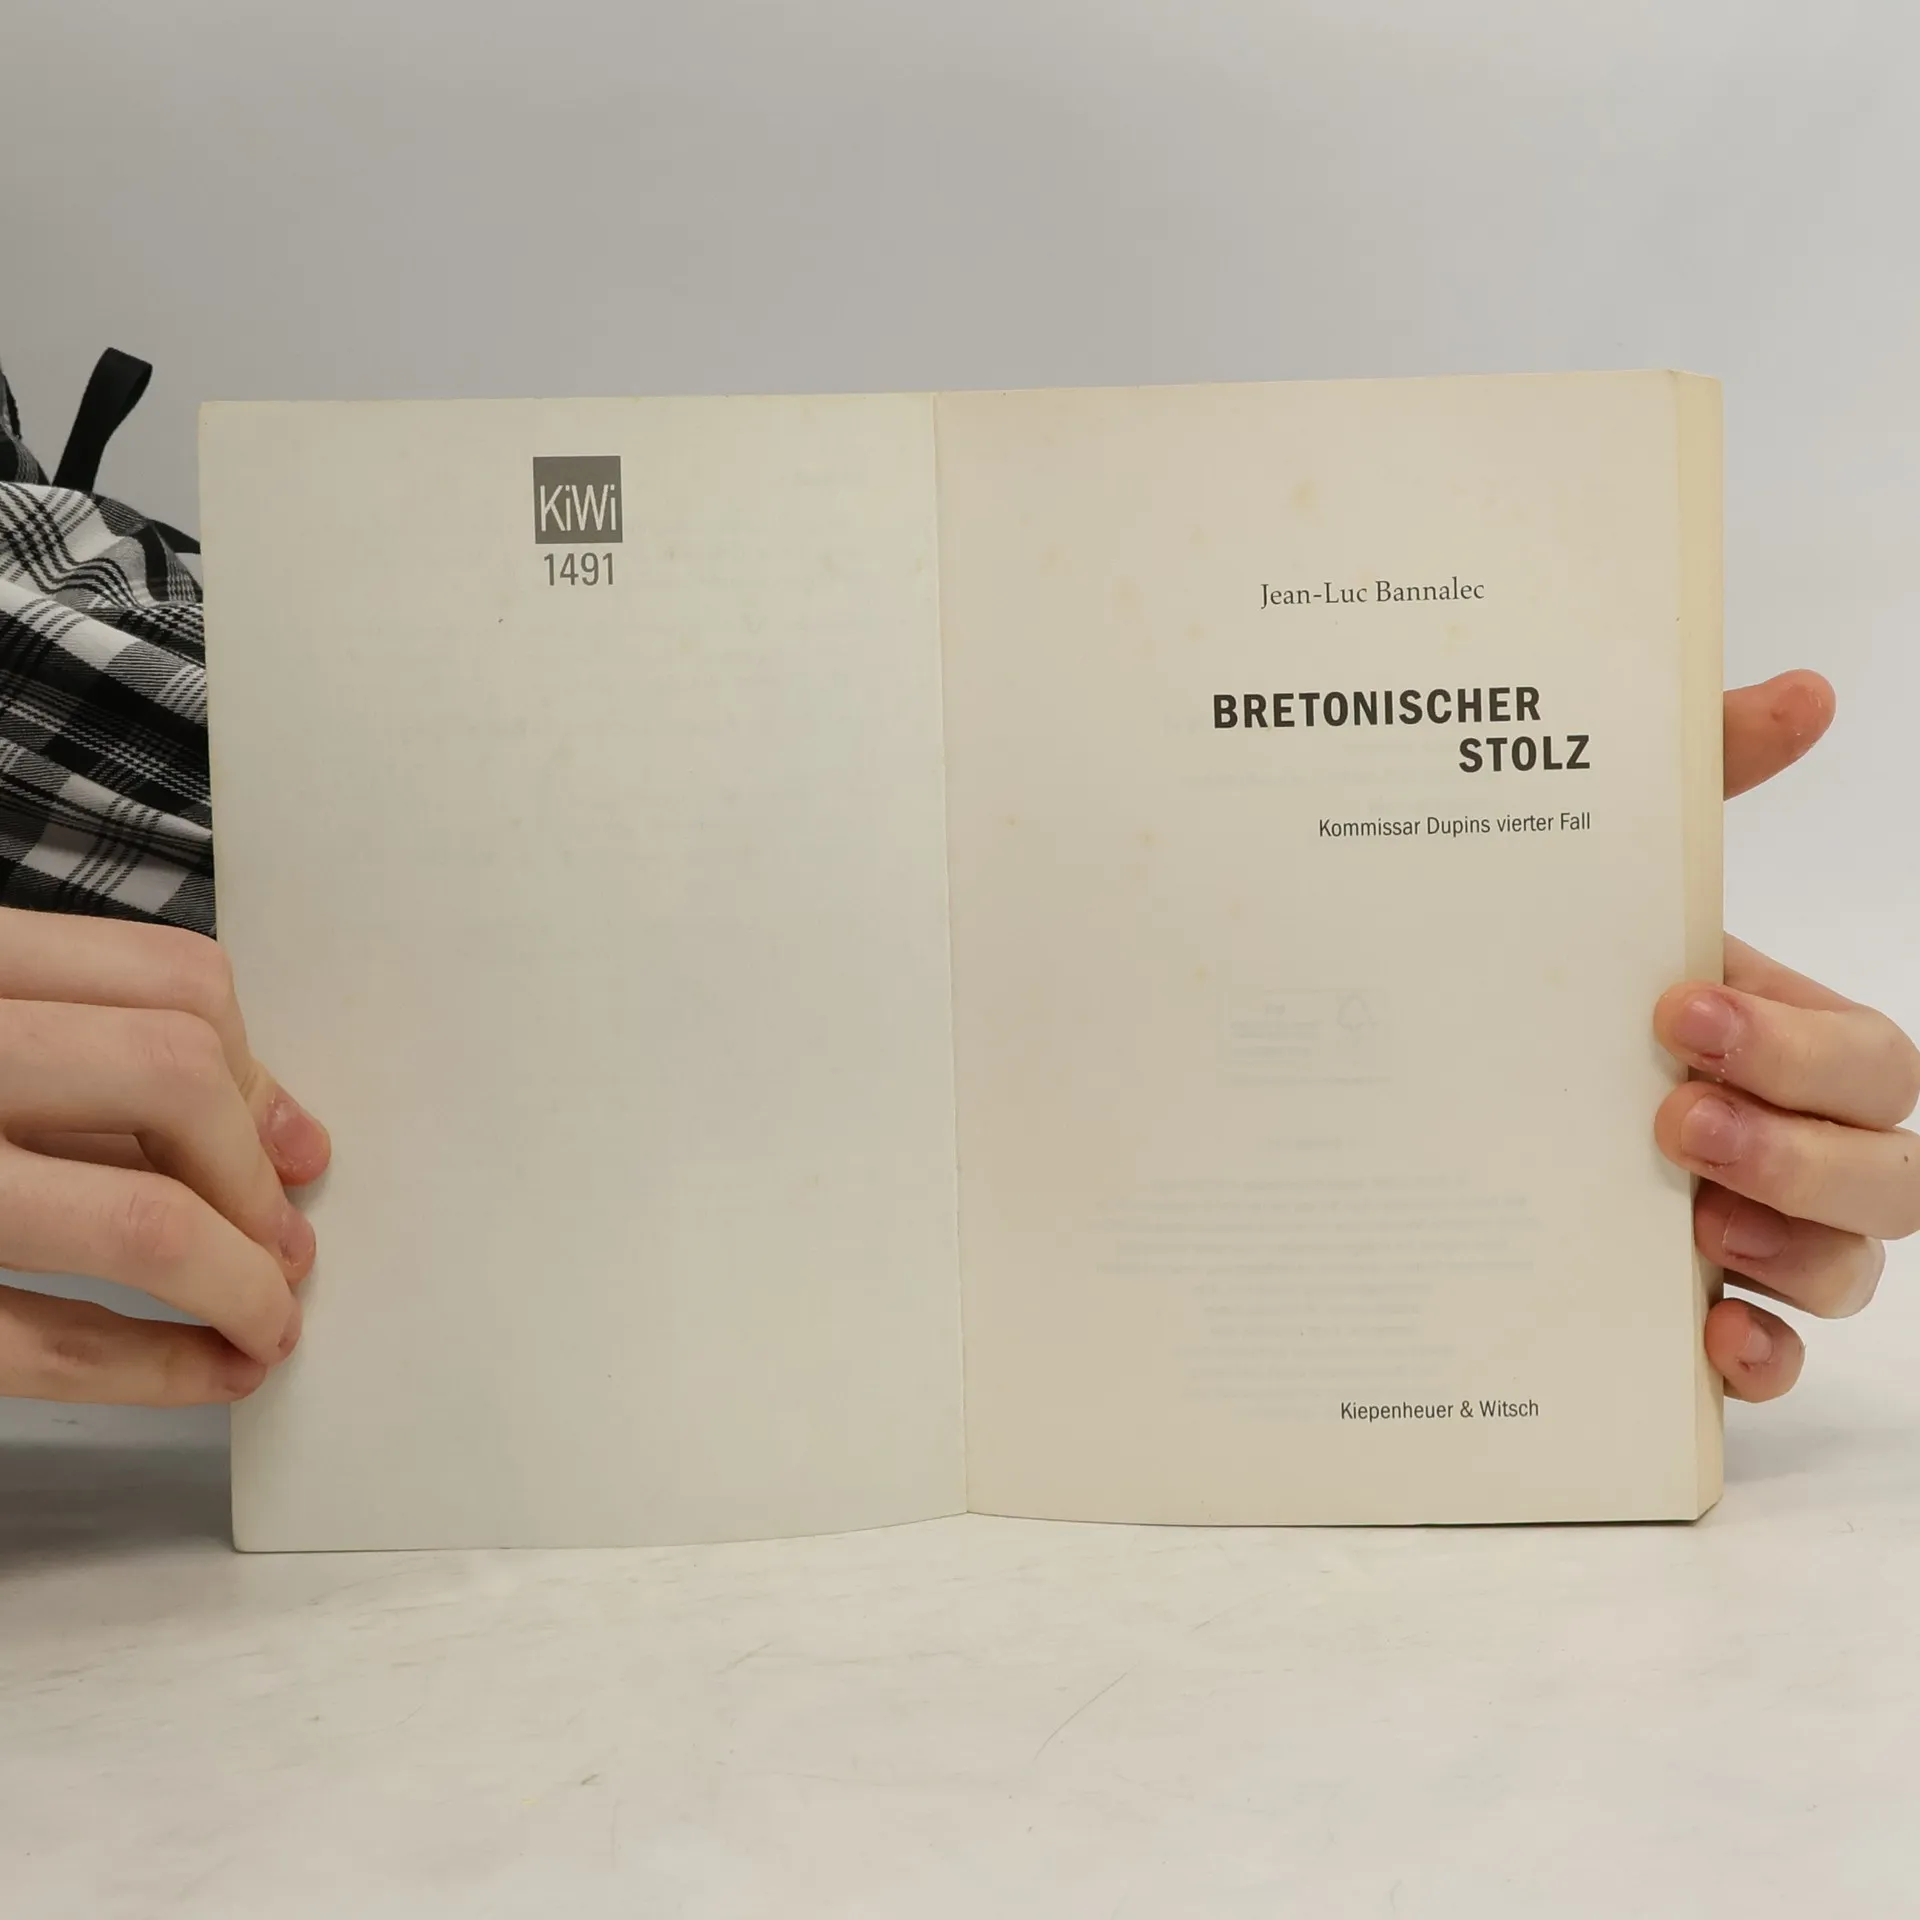 KiWi
1491
Jean-Luc Bannalec
BRETONISCHER
STOLZ
Kommissar Dupins vierter Fall
Kiepenheuer & Witsch